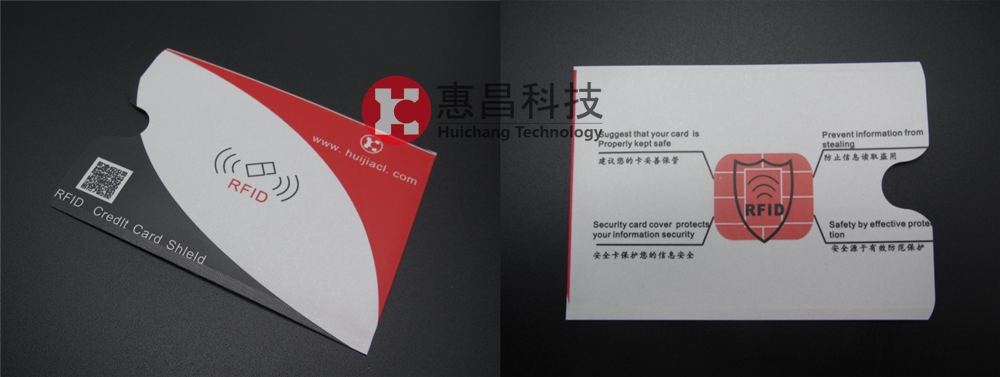 惠昌科技
Huichang Technology
www. huijiacl. com
RFID
RFID CredIt Card Shield
Suggest that your card is
Properly kept safe
建议您的卡妥善保管
Prevent information from
stealing
防止信息读取盗用
RFID
Security card cover protects
your information security
安全卡保护您的信息安全
Safety by effective protec
tion
安全源于有效防范保护